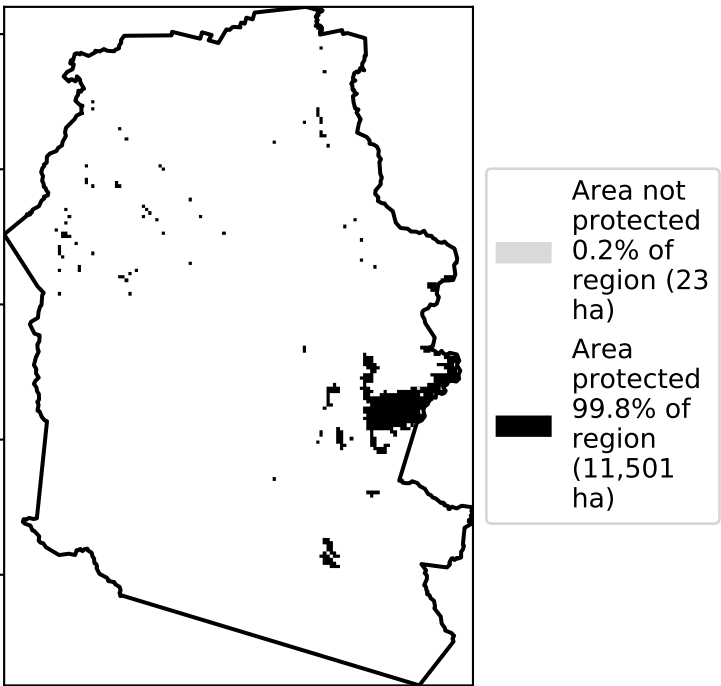 Area not
protected
0.2% of
region (23
ha)
Area
protected
99.8% of
region
(11,501
ha)